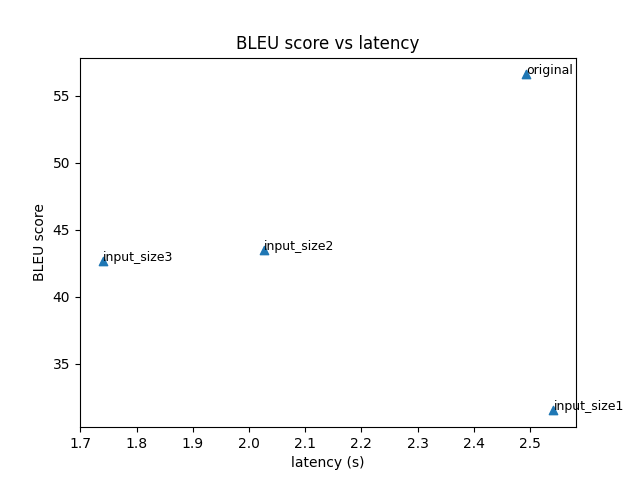 BLEU score vs latency
original
55
50
45
input_size2
input_size3
BLEU score
40
35
input_size1
1.7 1.8 1.9 2.0 2.1 2.2 2.3 2.4 2.5
latency (s)